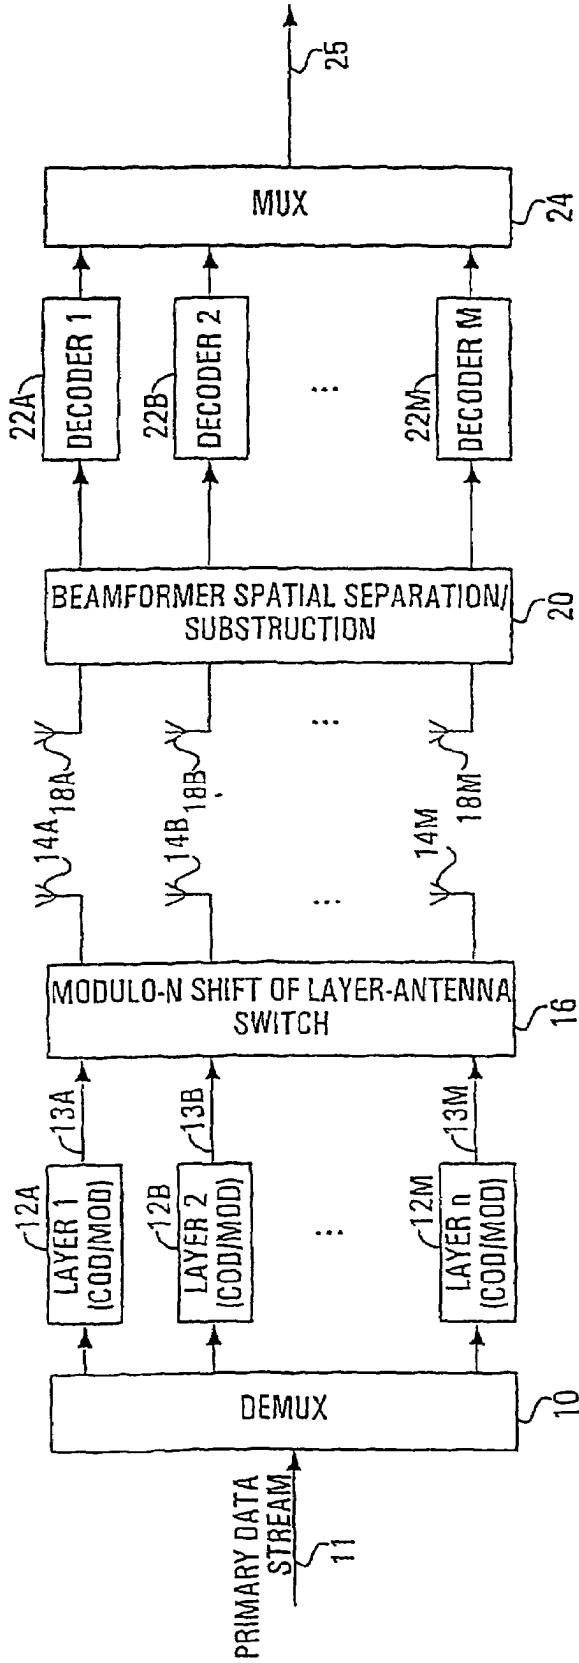 PRIMARY DATA
STREAM
11
DEMUX
10
12A
LAYER 1
(COD/MOD)
13A
12B
LAYER 2
(COD/MOD)
13B
...
12M
LAYER n
(COD/MOD)
13M
MODULO-N SHIFT OF LAYER-ANTENNA
SWITCH
16
14A
14B
...
14M
18A
18B
...
18M
BEAMFORMER SPATIAL SEPARATION/
SUBSTRUCTION
20
22A
DECODER 1
22B
DECODER 2
...
22M
DECODER M
MUX
24
25